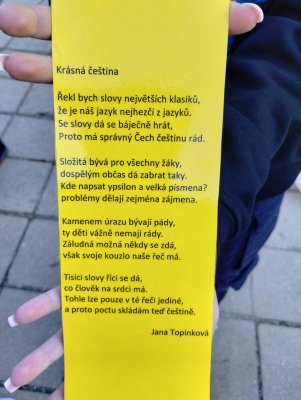 Krásná čeština
Řekl bych slovy největších klasiků,
že je náš jazyk nejhezčí z jazyků.
Se slovy dá se báječně hrát,
Proto má správný Čech češtinu rád.
Složitá bývá pro všechny žáky,
dospělým občas dá zabrat taky.
Kde napsat ypsilon a velká písmena?
problémy dělají zejména zájmena.
Kamenem úrazu bývají pády,
ty děti vážně nemají rády.
Záludná možná někdy se zdá,
však svoje kouzlo naše řeč má.
Tisíci slovy říci se dá,
co člověk na srdci má.
Tohle lze pouze v té řeči jediné,
a proto poctu skládám teď češtině.
Jana Topinková